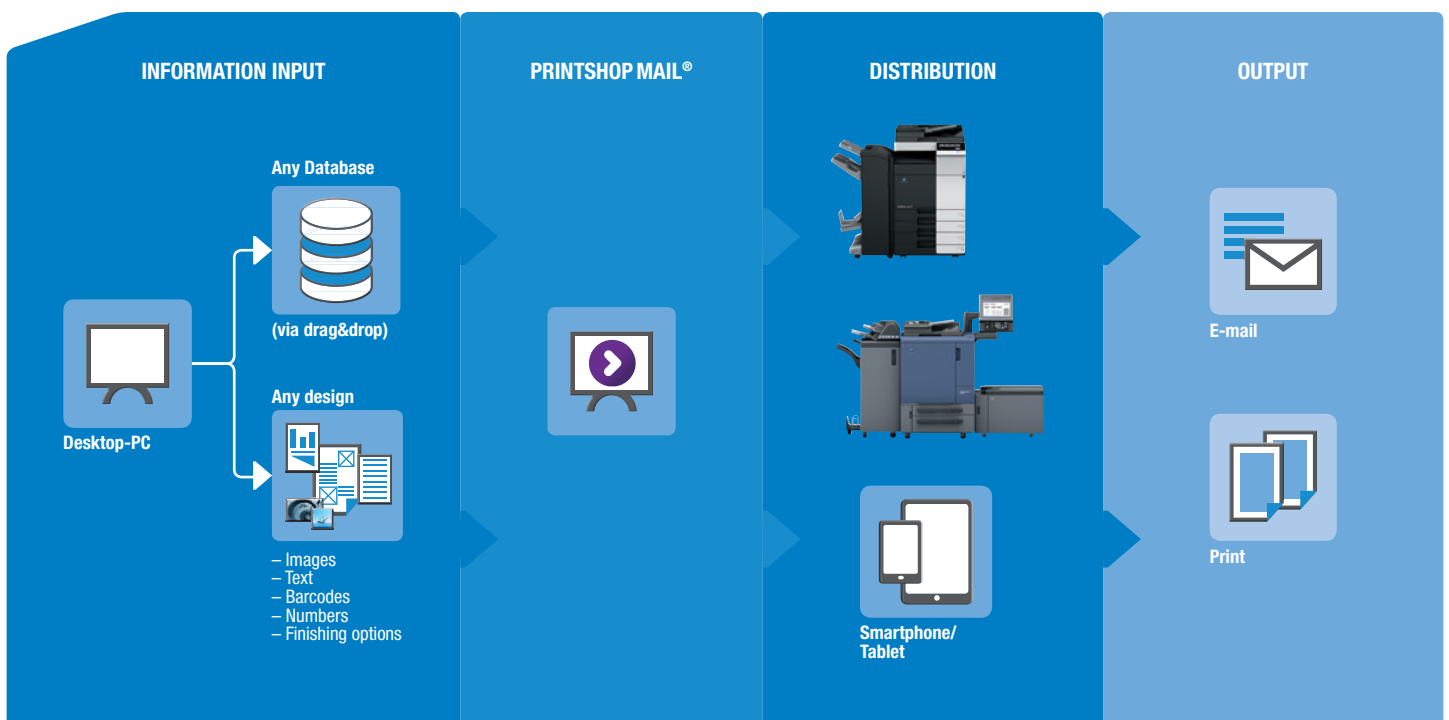 INFORMATION INPUT
PRINTSHOP MAIL®
DISTRIBUTION
OUTPUT
Any Database
(via drag&drop)
Desktop-PC
Any design
– Images
– Text
– Barcodes
– Numbers
– Finishing options
Smartphone/
Tablet
E-mail
Print